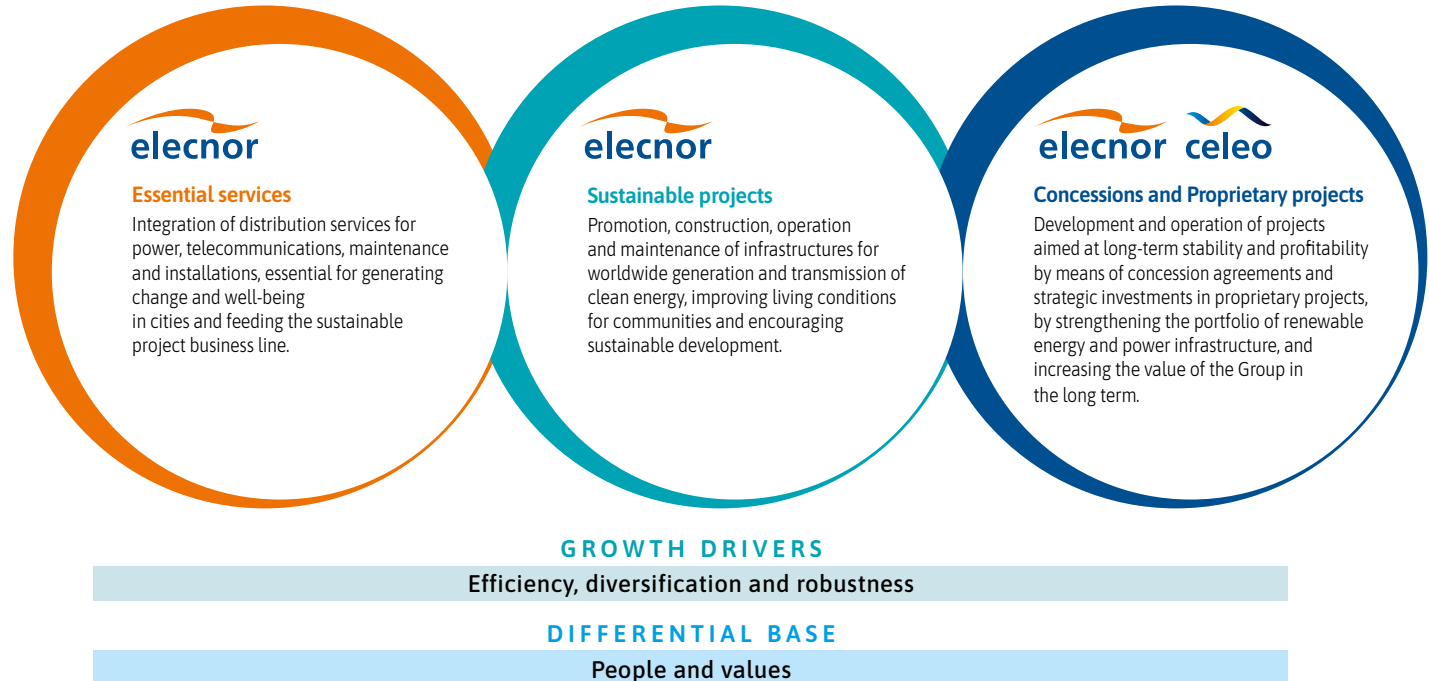 elecnor
Essential services
Integration of distribution services for
power, telecommunications, maintenance
and installations, essential for generating
change and well-being
in cities and feeding the sustainable
project business line.
elecnor
Sustainable projects
Promotion, construction, operation
and maintenance of infrastructures for
worldwide generation and transmission of
clean energy, improving living conditions
for communities and encouraging
sustainable development.
elecnor celeo
Concessions and Proprietary projects
Development and operation of projects
aimed at long-term stability and profitability
by means of concession agreements and
strategic investments in proprietary projects,
by strengthening the portfolio of renewable
energy and power infrastructure, and
increasing the value of the Group in
the long term.
GROWTH DRIVERS
Efficiency, diversification and robustness
DIFFERENTIAL BASE
People and values